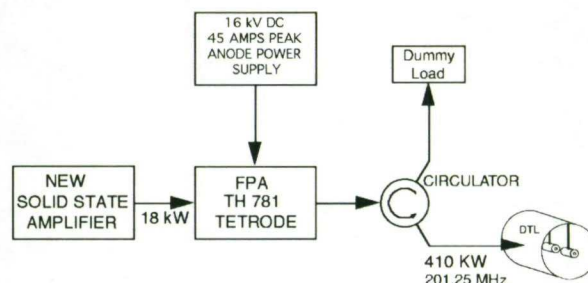 16 kV DC
45 AMPS PEAK
ANODE POWER
SUPPLY
Dummy
Load
NEW
SOLID STATE
AMPLIFIER
18 kW
FPA
TH 781
TETRODE
CIRCULATOR
DTL
410 KW
201.25 MHz